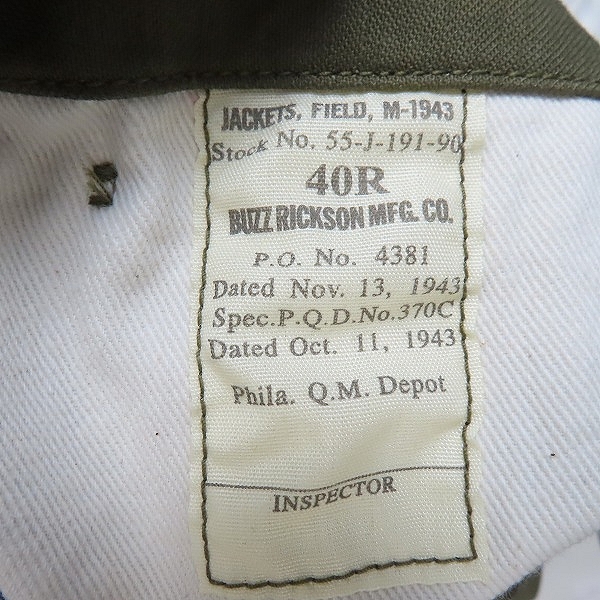 JACKETS, FIELD, M-1943
Stock No. 55-J-191-90
40R
BUZZ RICKSON MFG. CO.
P.O. No. 4381
Dated Nov. 13, 1943
Spec.P.Q.D.No.370C
Dated Oct. 11, 1943
Phila. Q.M. Depot
INSPECTOR